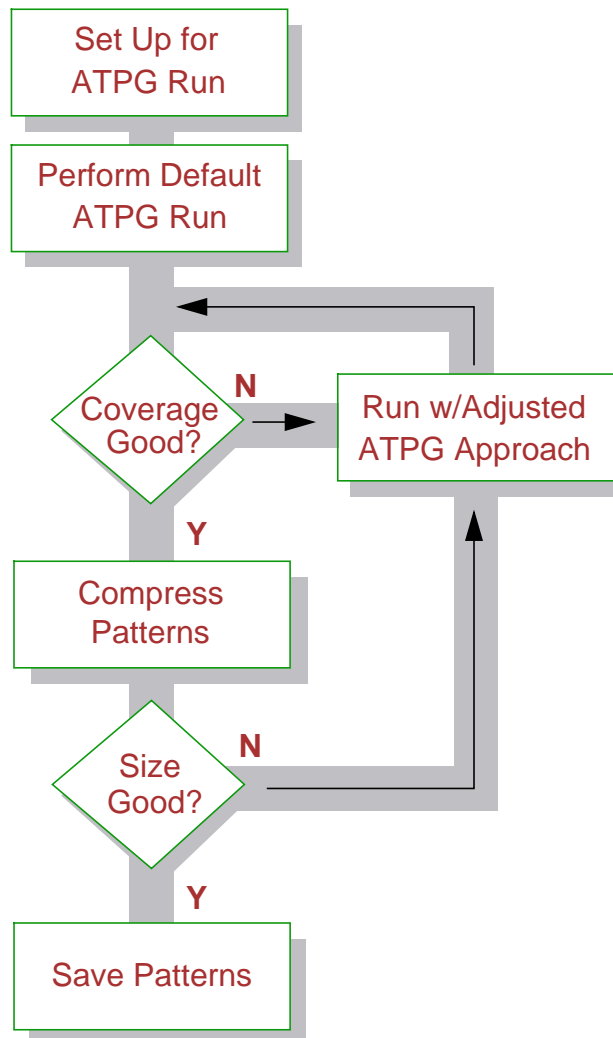 Set Up for
ATPG Run
Perform Default
ATPG Run
Coverage
Good?
N
Run w/Adjusted
ATPG Approach
Y
Compress
Patterns
Size
Good?
N
Y
Save Patterns